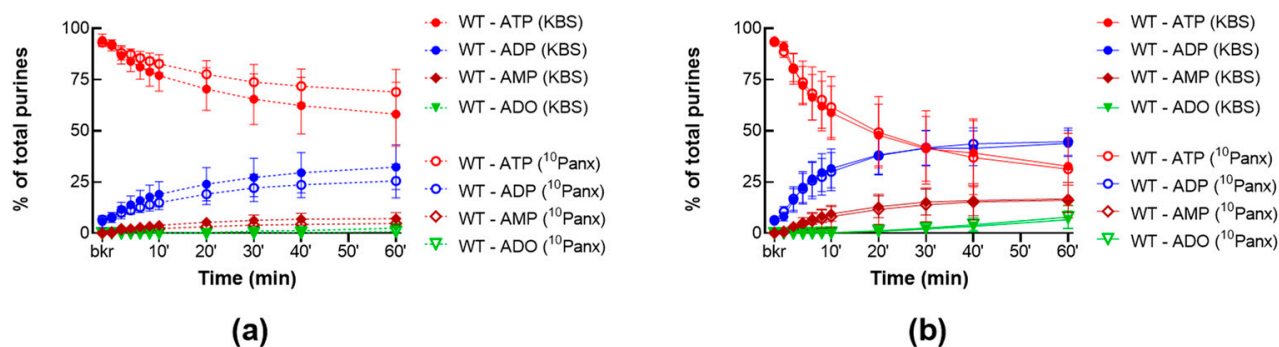 % of total purines
100
75
50
25
0
bkr 10' 20' 30' 40' 50' 60'
Time (min)
WT - ATP (KBS)
WT - ADP (KBS)
WT - AMP (KBS)
WT - ADO (KBS)
WT - ATP (¹⁰Panx)
WT - ADP (¹⁰Panx)
WT - AMP (¹⁰Panx)
WT - ADO (¹⁰Panx)
(a)
% of total purines
100
75
50
25
0
bkr 10' 20' 30' 40' 50' 60'
Time (min)
WT - ATP (KBS)
WT - ADP (KBS)
WT - AMP (KBS)
WT - ADO (KBS)
WT - ATP (¹⁰Panx)
WT - ADP (¹⁰Panx)
WT - AMP (¹⁰Panx)
WT - ADO (¹⁰Panx)
(b)